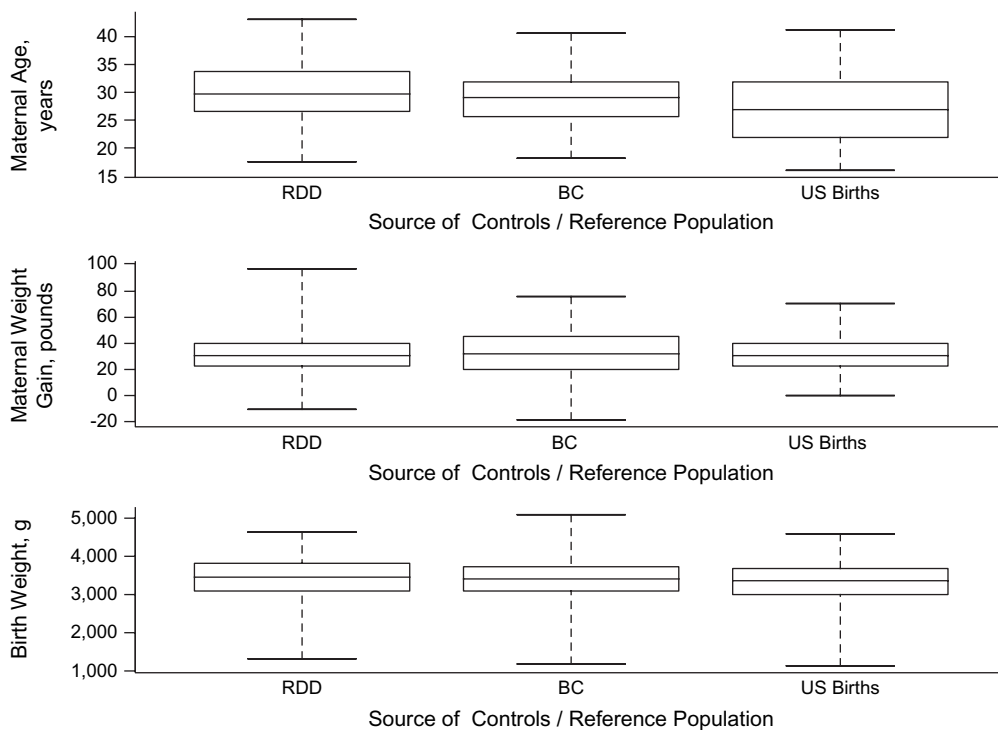 Maternal Age,
years
40
35
30
25
20
15
RDD
BC
US Births
Source of Controls / Reference Population
Maternal Weight
Gain, pounds
100
80
60
40
20
0
-20
RDD
BC
US Births
Source of Controls / Reference Population
Birth Weight, g
5,000
4,000
3,000
2,000
1,000
RDD
BC
US Births
Source of Controls / Reference Population